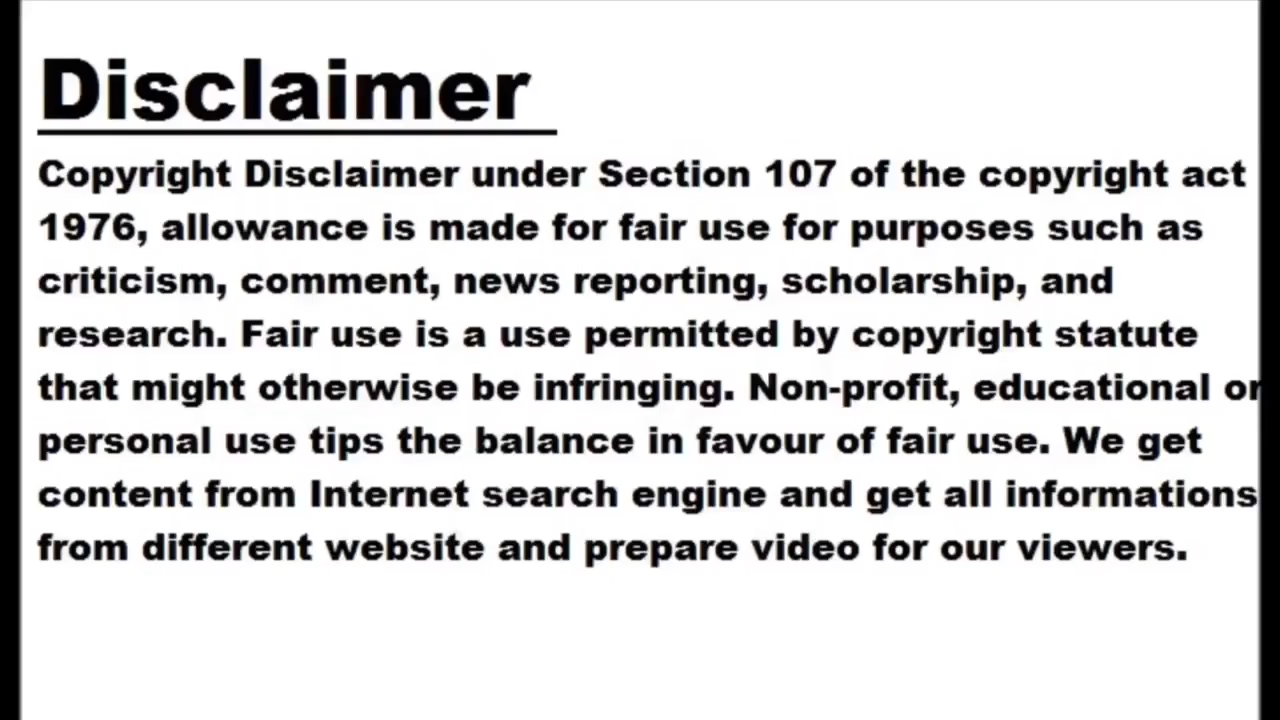 Disclaimer
Copyright Disclaimer under Section 107 of the copyright act
1976, allowance is made for fair use for purposes such as
criticism, comment, news reporting, scholarship, and
research. Fair use is a use permitted by copyright statute
that might otherwise be infringing. Non-profit, educational or
personal use tips the balance in favour of fair use. We get
content from Internet search engine and get all informations
from different website and prepare video for our viewers.